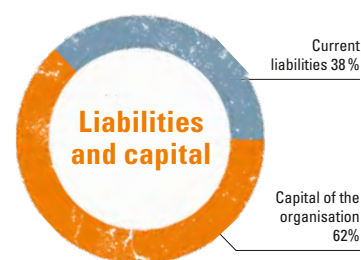 Current
liabilities 38 %
Liabilities
and capital
Capital of the
organisation
62%